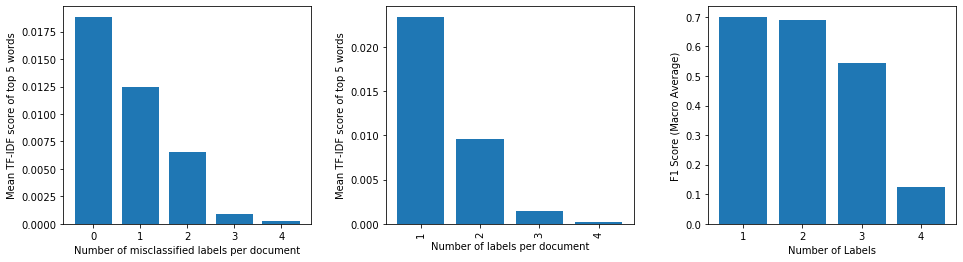 Mean TF-IDF score of top 5 words
0.0175
0.0150
0.0125
0.0100
0.0075
0.0050
0.0025
0.0000
0 1 2 3 4
Number of misclassified labels per document
Mean TF-IDF score of top 5 words
0.020
0.015
0.010
0.005
0.000
1 2 3 4
Number of labels per document
F1 Score (Macro Average)
0.7
0.6
0.5
0.4
0.3
0.2
0.1
0.0
1 2 3 4
Number of Labels